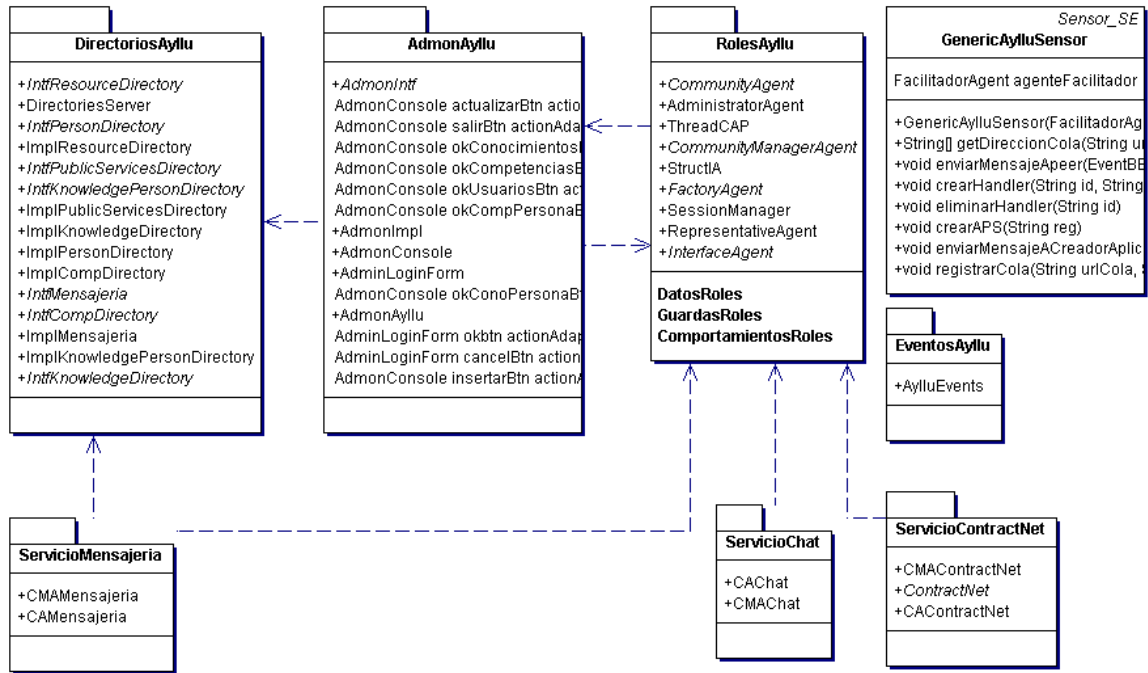 DirectoriosAyllu
+IntfResourceDirectory
+DirectoriesServer
+IntfPersonDirectory
+ImplResourceDirectory
+IntfPublicServicesDirectory
+IntfKnowledgePersonDirectory
+ImplPublicServicesDirectory
+ImplKnowledgeDirectory
+ImplPersonDirectory
+ImplCompDirectory
+IntfMensajeria
+IntfCompDirectory
+ImplMensajeria
+ImplKnowledgePersonDirectory
+IntfKnowledgeDirectory
AdmonAyllu
+AdmonIntf
AdmonConsole actualizarBtn actio
AdmonConsole salirBtn actionAda
AdmonConsole okConocimientos
AdmonConsole okCompetenciasB
AdmonConsole okUsuariosBtn act
AdmonConsole okCompPersonaB
+AdmonImpl
+AdmonConsole
+AdminLoginForm
AdmonConsole okConoPersonaBt
+AdmonAyllu
AdminLoginForm okbtn actionAdap
AdminLoginForm cancelBtn action
AdmonConsole insertarBtn actionA
RolesAyllu
+CommunityAgent
+AdministratorAgent
+ThreadCAP
+CommunityManagerAgent
+StructIA
+FactoryAgent
+SessionManager
+RepresentativeAgent
+InterfaceAgent
DatosRoles
GuardasRoles
ComportamientosRoles
Sensor_SE
GenericAylluSensor
FacilitadorAgent agenteFacilitador
+GenericAylluSensor(FacilitadorAg
+String[] getDireccionCola(String ur
+void enviarMensajeApeer(EventBE
+void crearHandler(String id, String
+void eliminarHandler(String id)
+void crearAPS(String reg)
+void enviarMensajeACreadorAplic
+void registrarCola(String urlCola,
EventosAyllu
+AylluEvents
ServicioMensajeria
+CMAMensajeria
+CAMensajeria
ServicioChat
+CAChat
+CMAChat
ServicioContractNet
+CMAContractNet
+ContractNet
+CAContractNet